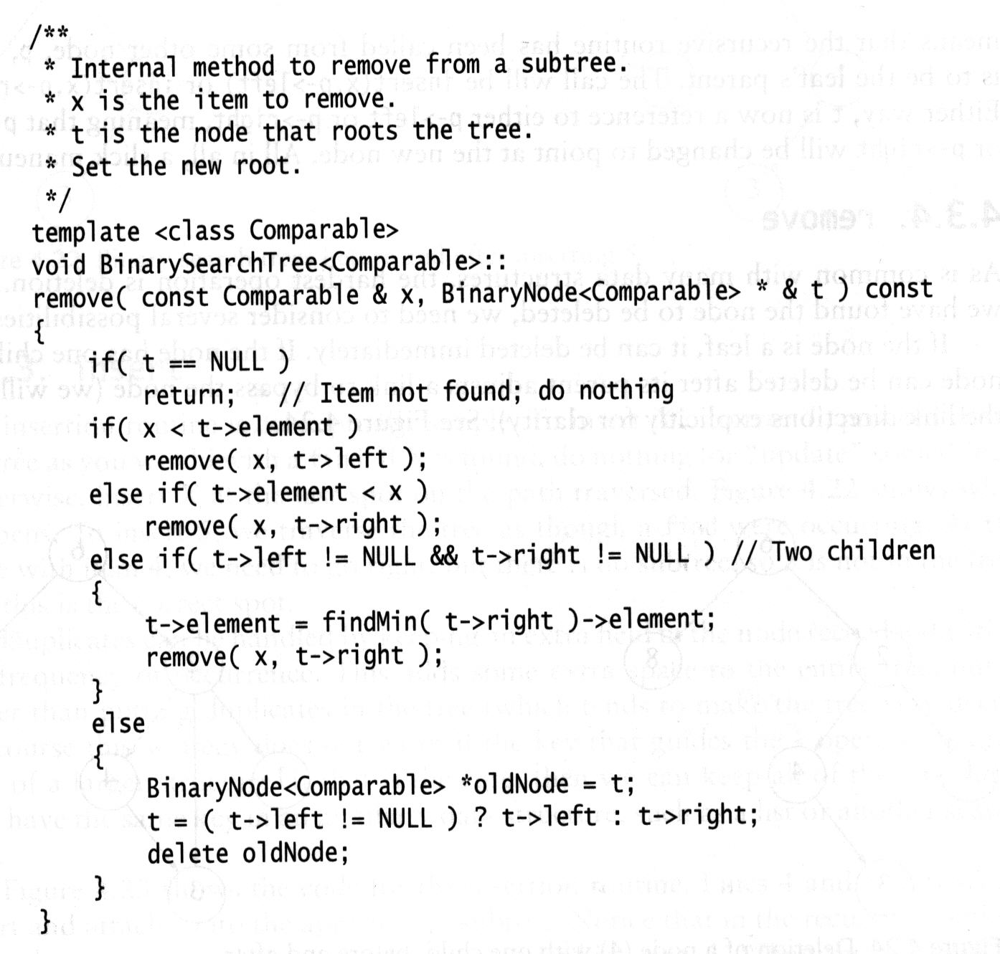 /**
 * Internal method to remove from a subtree.
 * x is the item to remove.
 * t is the node that roots the tree.
 * Set the new root.
 */
template <class Comparable>
void BinarySearchTree<Comparable>::
remove( const Comparable & x, BinaryNode<Comparable> * & t ) const
{
    if( t == NULL )
        return;   // Item not found; do nothing
    if( x < t->element )
        remove( x, t->left );
    else if( t->element < x )
        remove( x, t->right );
    else if( t->left != NULL && t->right != NULL ) // Two children
    {
        t->element = findMin( t->right )->element;
        remove( x, t->right );
    }
    else
    {
        BinaryNode<Comparable> *oldNode = t;
        t = ( t->left != NULL ) ? t->left : t->right;
        delete oldNode;
    }
}